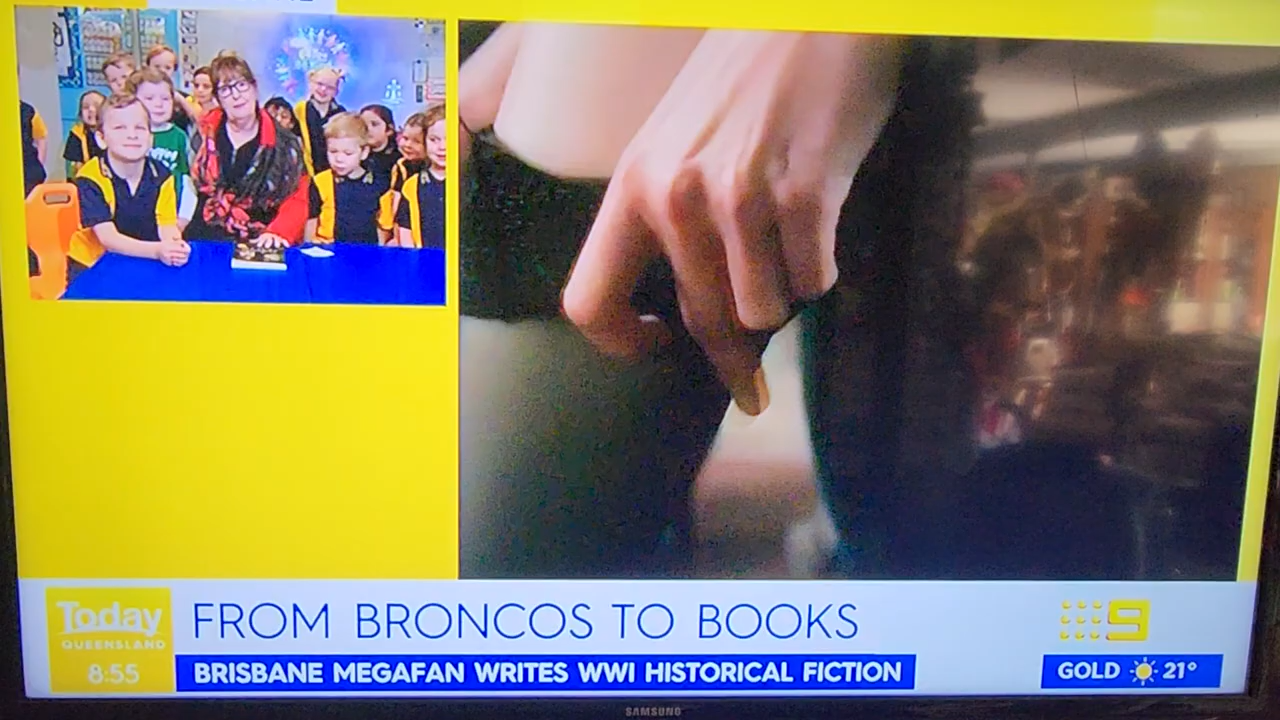 FROM BRONCOS TO BOOKS
Today
QUEENSLAND
8:55
BRISBANE MEGAFAN WRITES WWI HISTORICAL FICTION
9
GOLD 21°
SAMSUNG